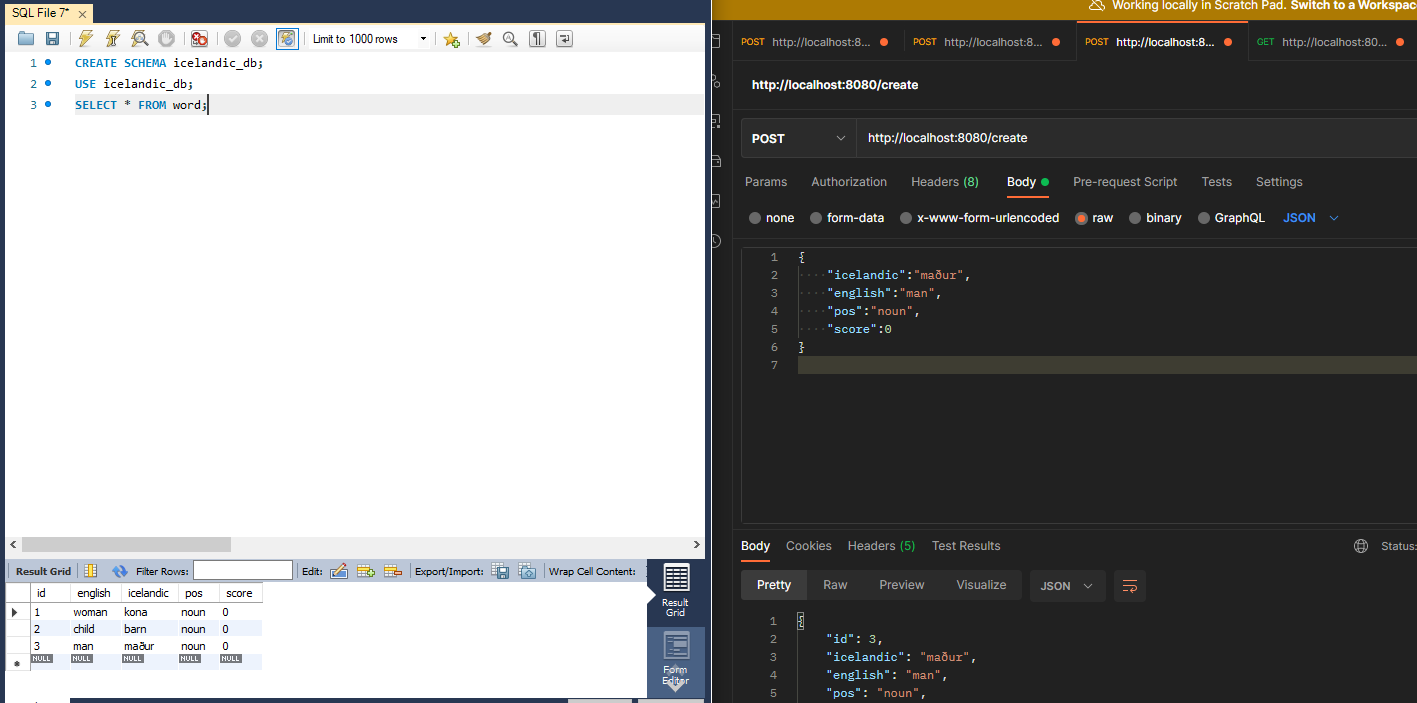 SQL File 7*
Limit to 1000 rows
1 CREATE SCHEMA icelandic_db;
2 USE icelandic_db;
3 SELECT * FROM word;
Result Grid
Filter Rows:
Edit:
Export/Import:
Wrap Cell Content:
id english icelandic pos score
1 woman kona noun 0
2 child barn noun 0
3 man maður noun 0
NULL NULL NULL NULL NULL
Result
Grid
Form
Editor
Working locally in Scratch Pad. Switch to a Workspace
POST http://localhost:8...
POST http://localhost:8...
POST http://localhost:8...
GET http://localhost:80...
http://localhost:8080/create
POST http://localhost:8080/create
Params Authorization Headers (8) Body Pre-request Script Tests Settings
none form-data x-www-form-urlencoded raw binary GraphQL JSON
1 {
2 "icelandic":"maður",
3 "english":"man",
4 "pos":"noun",
5 "score":0
6 }
7
Body Cookies Headers (5) Test Results Status:
Pretty Raw Preview Visualize JSON
1 {
2 "id": 3,
3 "icelandic": "maður",
4 "english": "man",
5 "pos": "noun",